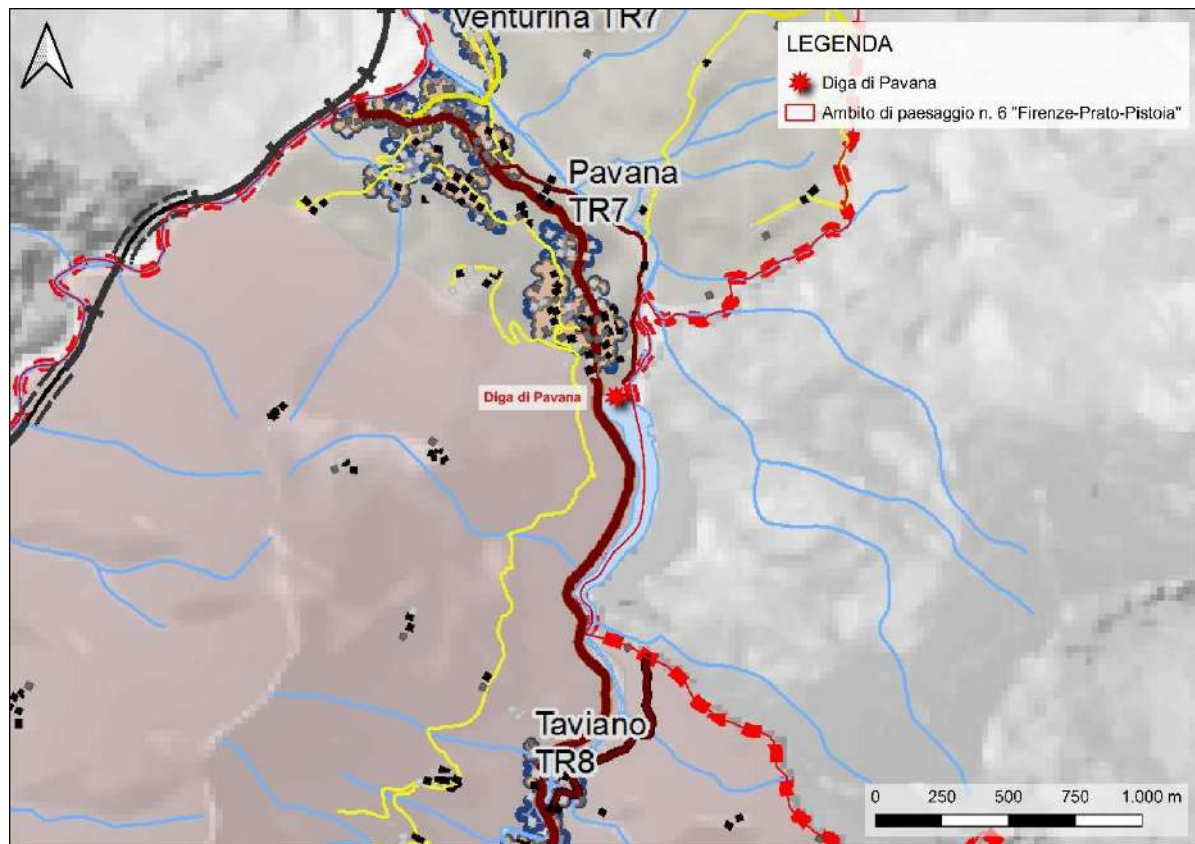 Venturina TR7
LEGENDA
Diga di Pavana
Ambito di paesaggio n. 6 "Firenze-Prato-Pistoia"
Pavana
TR7
Diga di Pavana
Taviano
TR8
0 250 500 750 1.000 m